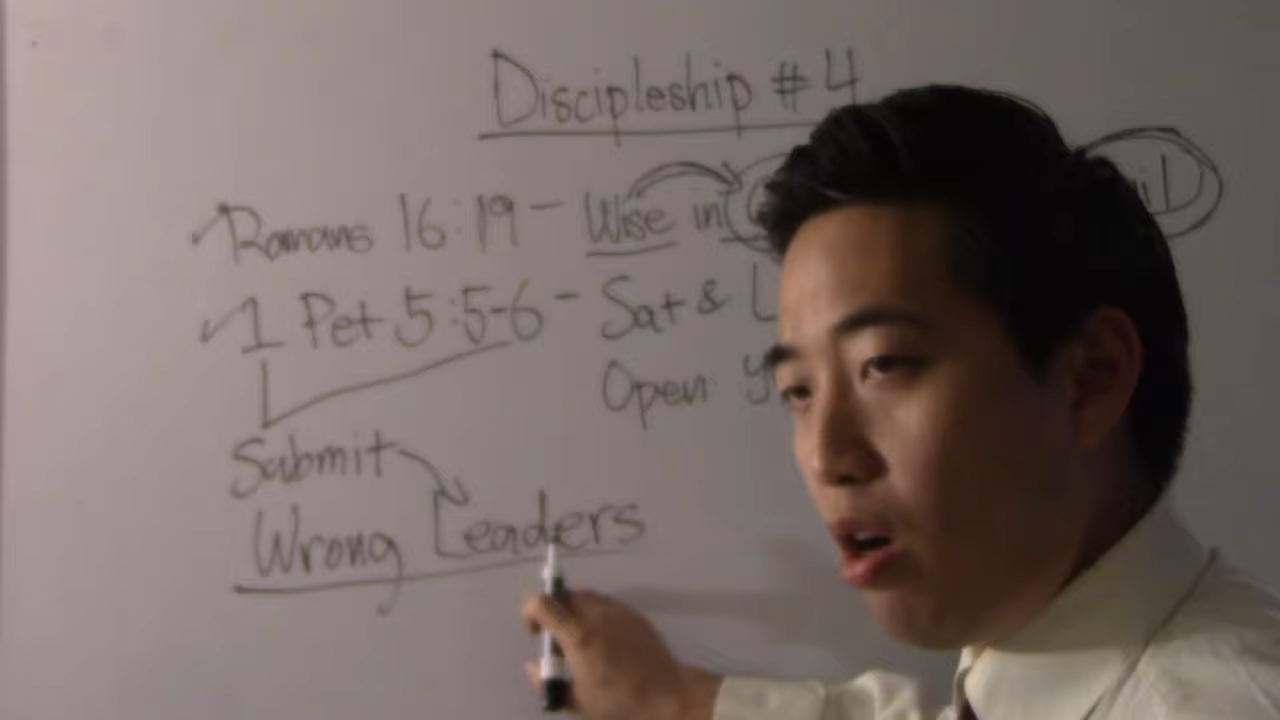 Discipleship #4
Romans 16:19 - Wise in
1 Pet 5:5-6 - Sat &
Open
Submit
Wrong Leaders